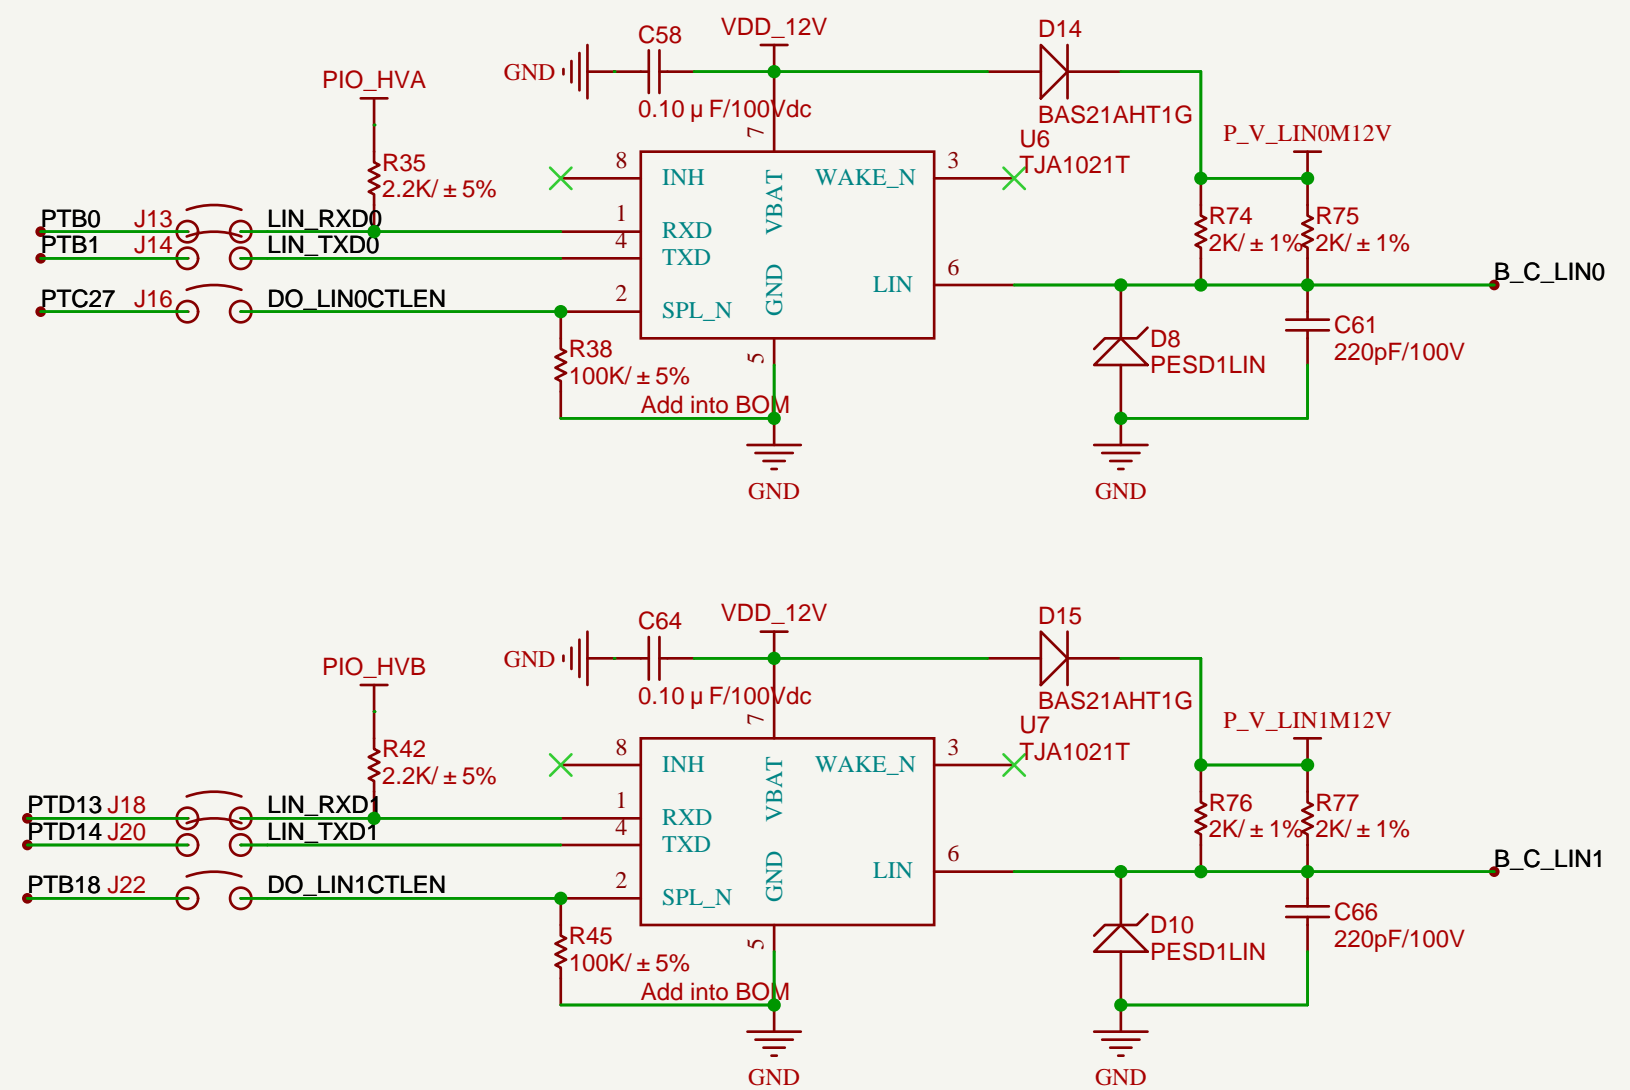 C58
VDD_12V
D14
GND
PIO_HVA
0.10 µF/100Vdc
BAS21AHT1G
7
U6
TJA1021T
P_V_LIN0M12V
R35
2.2K/±5%
8
INH
VBAT
WAKE_N
3
PTB0
J13
LIN_RXD0
1
RXD
R74
2K/±1%
R75
2K/±1%
PTB1
J14
LIN_TXD0
4
TXD
GND
LIN
6
B_C_LIN0
PTC27
J16
DO_LIN0CTLEN
2
SPL_N
R38
100K/±5%
5
D8
PESD1LIN
C61
220pF/100V
Add into BOM
GND
GND
C64
VDD_12V
D15
GND
PIO_HVB
0.10 µF/100Vdc
BAS21AHT1G
7
U7
TJA1021T
P_V_LIN1M12V
R42
2.2K/±5%
8
INH
VBAT
WAKE_N
3
PTD13
J18
LIN_RXD1
1
RXD
R76
2K/±1%
R77
2K/±1%
PTD14
J20
LIN_TXD1
4
TXD
GND
LIN
6
B_C_LIN1
PTB18
J22
DO_LIN1CTLEN
2
SPL_N
R45
100K/±5%
5
D10
PESD1LIN
C66
220pF/100V
Add into BOM
GND
GND